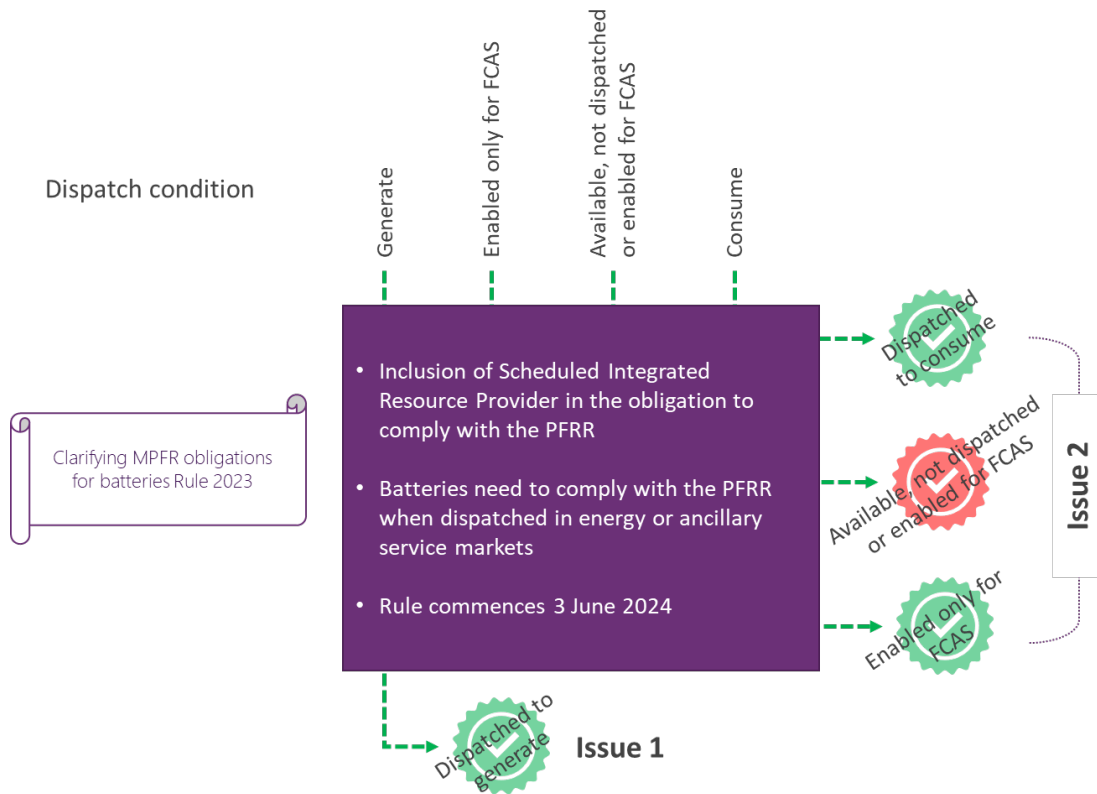 Dispatch condition
Generate
Enabled only for FCAS
Available, not dispatched
or enabled for FCAS
Consume
Clarifying MPFR obligations
for batteries Rule 2023
• Inclusion of Scheduled Integrated
Resource Provider in the obligation to
comply with the PFRR
• Batteries need to comply with the PFRR
when dispatched in energy or ancillary
service markets
• Rule commences 3 June 2024
Dispatched
to consume
Available, not dispatched
or enabled for FCAS
Enabled only for
FCAS
Issue 2
Dispatched to
generate
Issue 1